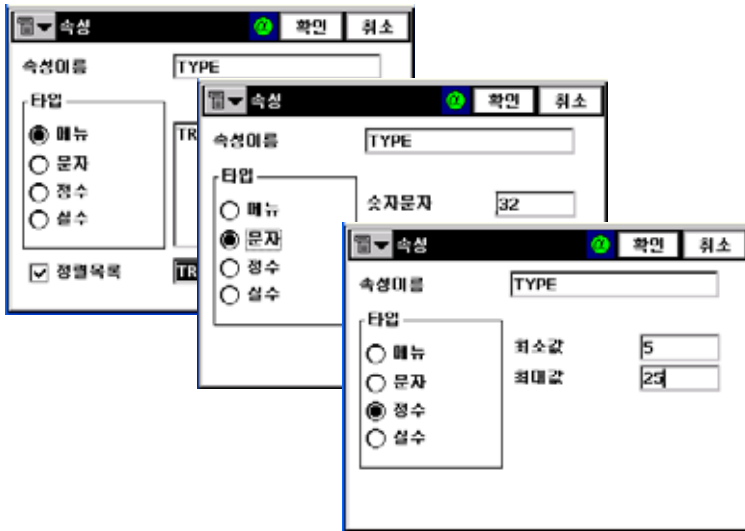 속성 @ 확인 취소
속성이름 TYPE
타입
메뉴 TR
문자
정수
실수
정렬목록 TR
속성 @ 확인 취소
속성이름 TYPE
타입
메뉴 숫자문자 32
문자
정수
실수
속성 @ 확인 취소
속성이름 TYPE
타입
메뉴 최소값 5
문자 최대값 25
정수
실수